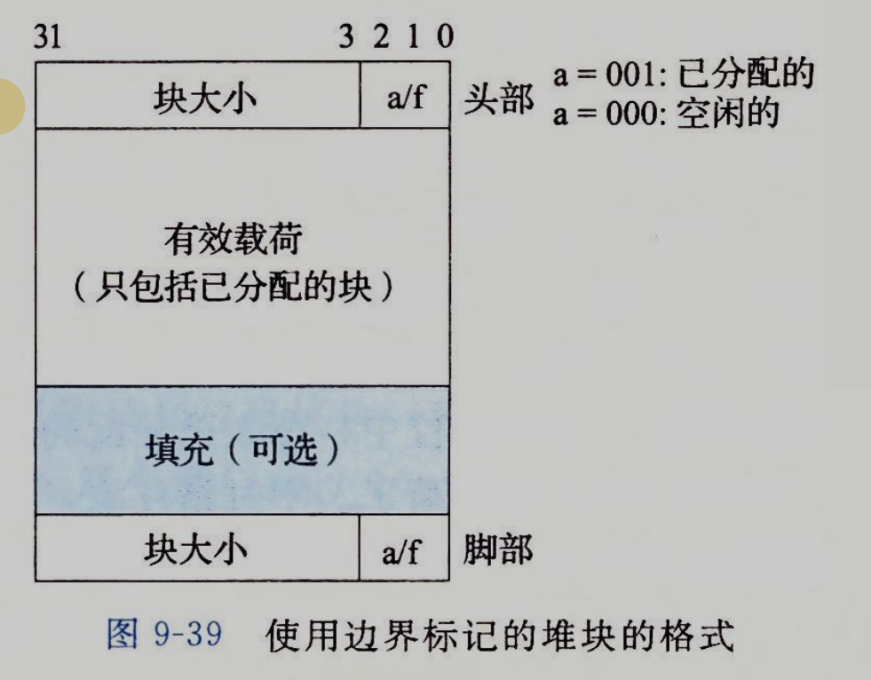 31 3 2 1 0
块大小 a/f 头部 a = 001: 已分配的
a = 000: 空闲的
有效载荷
（只包括已分配的块）
填充（可选）
块大小 a/f 脚部
图 9-39 使用边界标记的堆块的格式